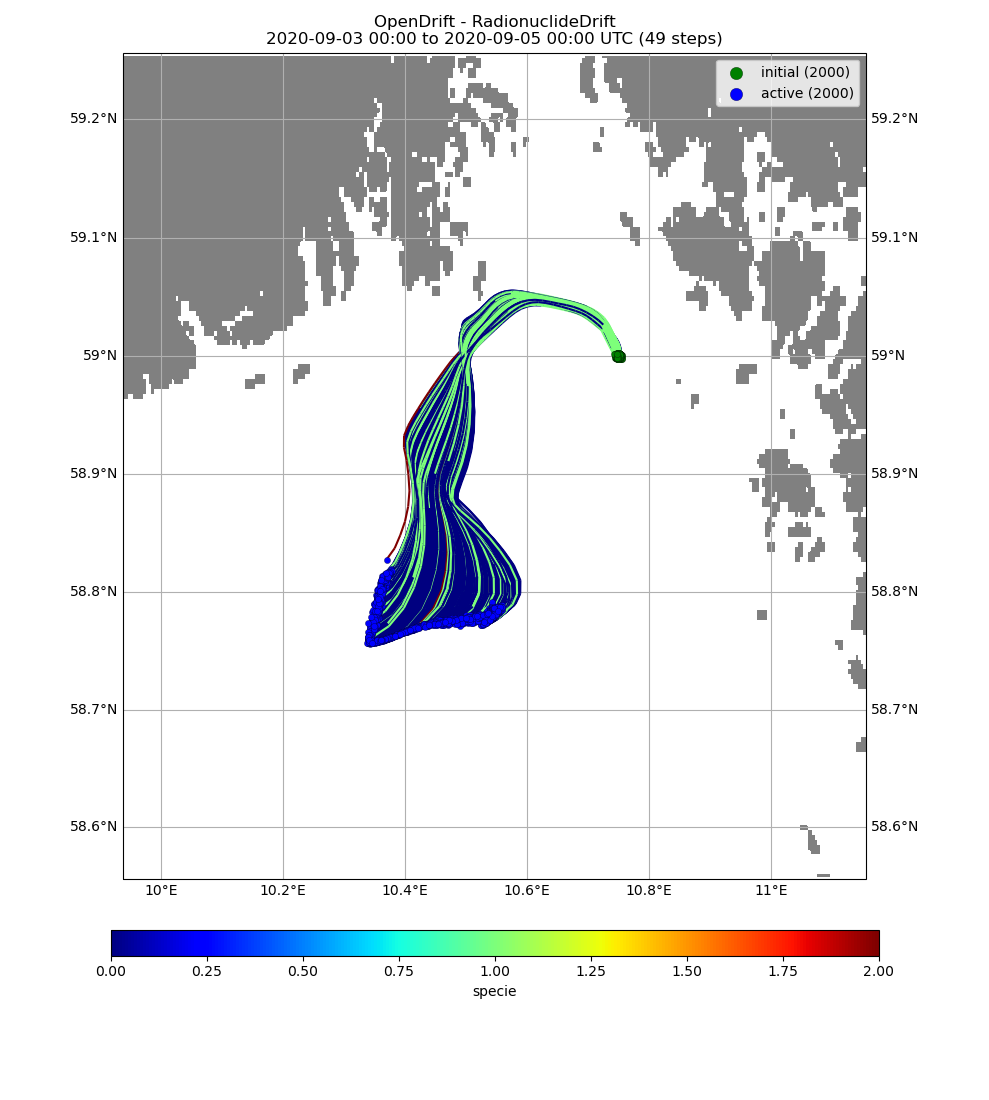 OpenDrift - RadionuclideDrift
2020-09-03 00:00 to 2020-09-05 00:00 UTC (49 steps)
initial (2000)
active (2000)
59.2°N 59.2°N
59.1°N 59.1°N
59°N 59°N
58.9°N 58.9°N
58.8°N 58.8°N
58.7°N 58.7°N
58.6°N 58.6°N
10°E 10.2°E 10.4°E 10.6°E 10.8°E 11°E
0.00 0.25 0.50 0.75 1.00 1.25 1.50 1.75 2.00
specie